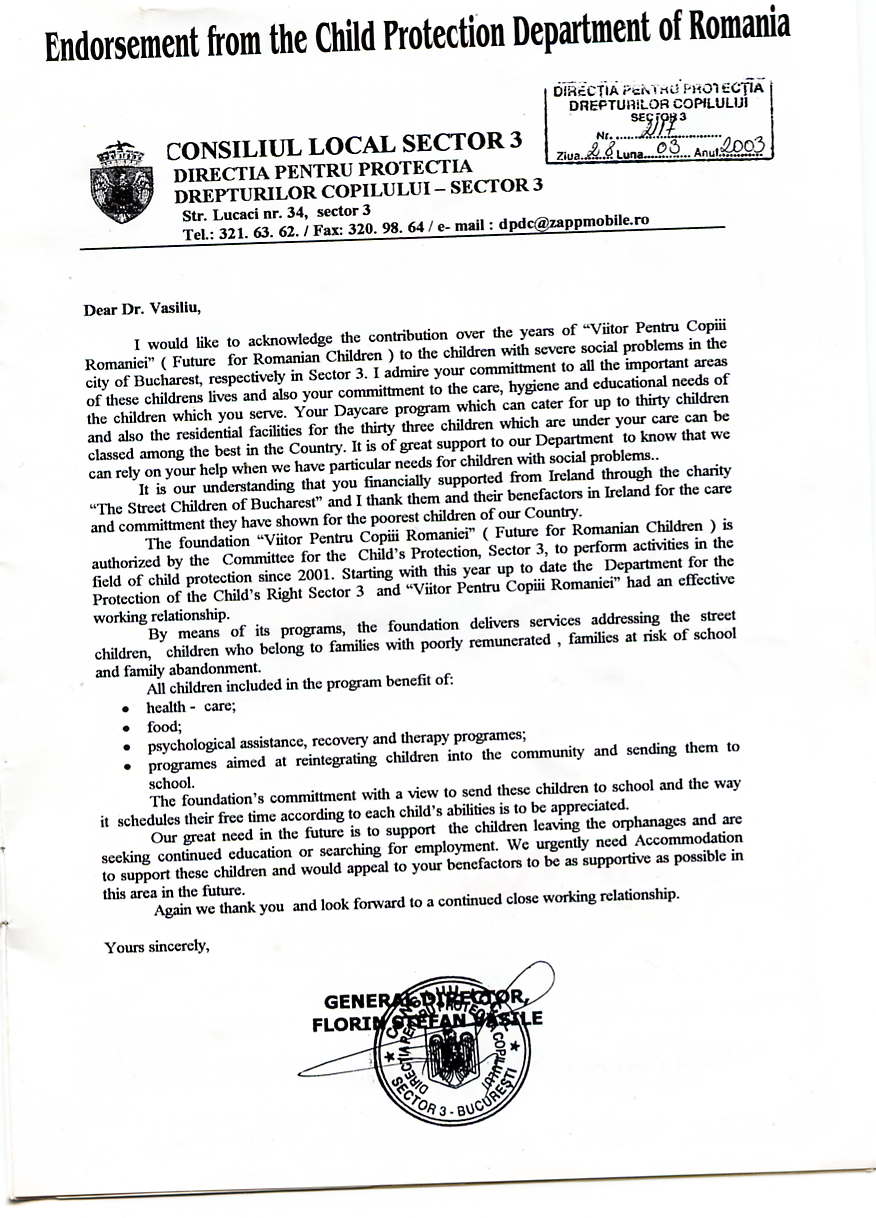 Endorsement from the Child Protection Department of Romania
DIRECȚIA PENTRU PROTECȚIA
DREPTURILOR COPILULUI
SECTOR 3
Nr. 217
Ziua 28 Luna 03 Anul 2003
CONSILIUL LOCAL SECTOR 3
DIRECTIA PENTRU PROTECTIA
DREPTURILOR COPILULUI – SECTOR 3
Str. Lucaci nr. 34, sector 3
Tel.: 321. 63. 62. / Fax: 320. 98. 64 / e- mail : dpdc@zappmobile.ro
Dear Dr. Vasiliu,
I would like to acknowledge the contribution over the years of “Viitor Pentru Copiii
Romaniei” ( Future for Romanian Children ) to the children with severe social problems in the
city of Bucharest, respectively in Sector 3. I admire your committment to all the important areas
of these childrens lives and also your committment to the care, hygiene and educational needs of
the children which you serve. Your Daycare program which can cater for up to thirty children
and also the residential facilities for the thirty three children which are under your care can be
classed among the best in the Country. It is of great support to our Department to know that we
can rely on your help when we have particular needs for children with social problems..
It is our understanding that you financially supported from Ireland through the charity
“The Street Children of Bucharest” and I thank them and their benefactors in Ireland for the care
and committment they have shown for the poorest children of our Country.
The foundation “Viitor Pentru Copiii Romaniei” ( Future for Romanian Children ) is
authorized by the Committee for the Child’s Protection, Sector 3, to perform activities in the
field of child protection since 2001. Starting with this year up to date the Department for the
Protection of the Child’s Right Sector 3 and “Viitor Pentru Copiii Romaniei” had an effective
working relationship.
By means of its programs, the foundation delivers services addressing the street
children, children who belong to families with poorly remunerated , families at risk of school
and family abandonment.
All children included in the program benefit of:
• health - care;
• food;
• psychological assistance, recovery and therapy programes;
• programes aimed at reintegrating children into the community and sending them to
school.
The foundation’s committment with a view to send these children to school and the way
it schedules their free time according to each child’s abilities is to be appreciated.
Our great need in the future is to support the children leaving the orphanages and are
seeking continued education or searching for employment. We urgently need Accommodation
to support these children and would appeal to your benefactors to be as supportive as possible in
this area in the future.
Again we thank you and look forward to a continued close working relationship.
Yours sincerely,
GENERAL DIRECTOR,
FLORIN STEFAN VASILE
DIRECȚIA PENTRU PROTECȚIA COPILULUI
SECTOR 3 - BUCUREȘTI